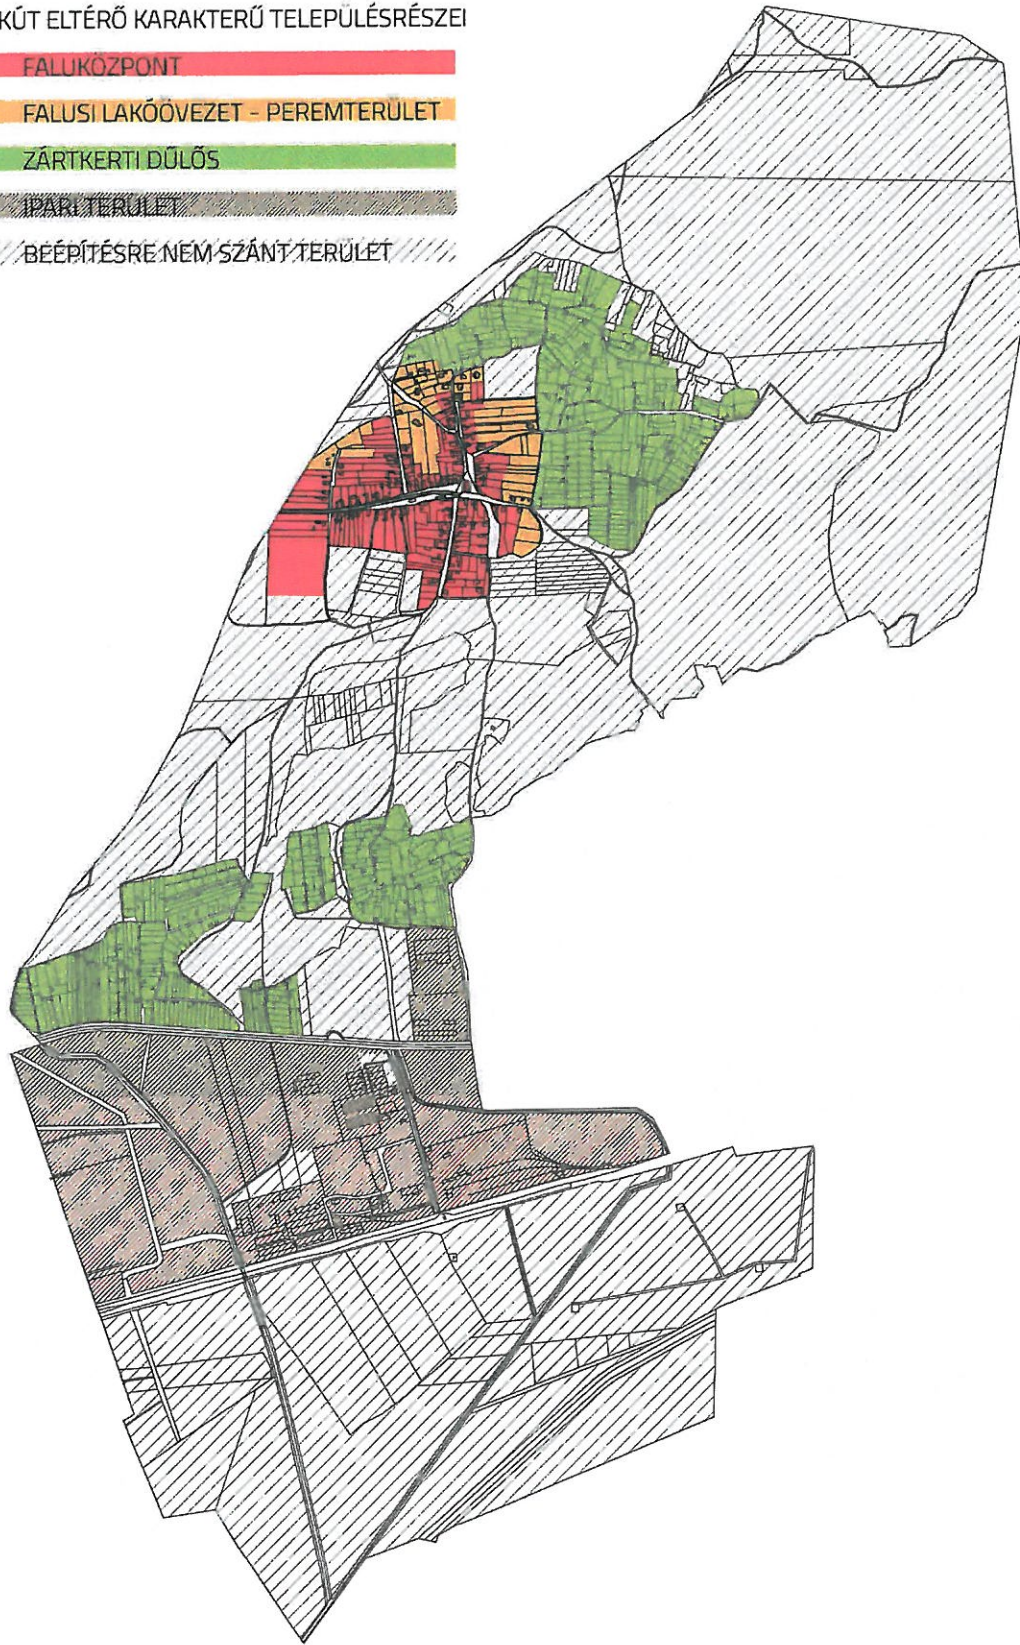 KÚT ELTÉRŐ KARAKTERŰ TELEPÜLÉSRÉSZEI
FALUKÖZPONT
FALUSI LAKÓÖVEZET - PEREMTERÜLET
ZÁRTKERTI DŰLŐS
IPARI TERÜLET
BEÉPÍTÉSRE NEM SZÁNT TERÜLET